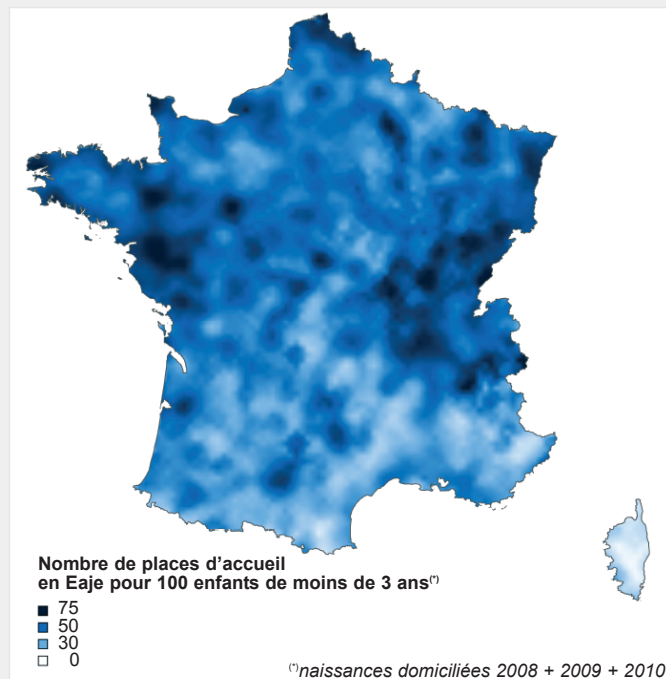 Nombre de places d'accueil
en Eaje pour 100 enfants de moins de 3 ans(*)
75
50
30
0
(*)naissances domiciliées 2008 + 2009 + 2010